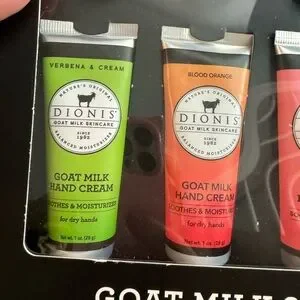 VERBENA & CREAM
NATURE'S ORIGINAL
DIONIS
GOAT MILK SKINCARE
SINCE
1982
BALANCED MOISTURIZER
GOAT MILK
HAND CREAM
SOOTHES & MOISTURIZES
for dry hands
Net wt. 1 oz. (28 g)
BLOOD ORANGE
NATURE'S ORIGINAL
DIONIS
GOAT MILK SKINCARE
SINCE
1982
BALANCED MOISTURIZER
GOAT MILK
HAND CREAM
SOOTHES & MOISTURIZES
for dry hands
Net wt. 1 oz. (28 g)
GOAT MILK